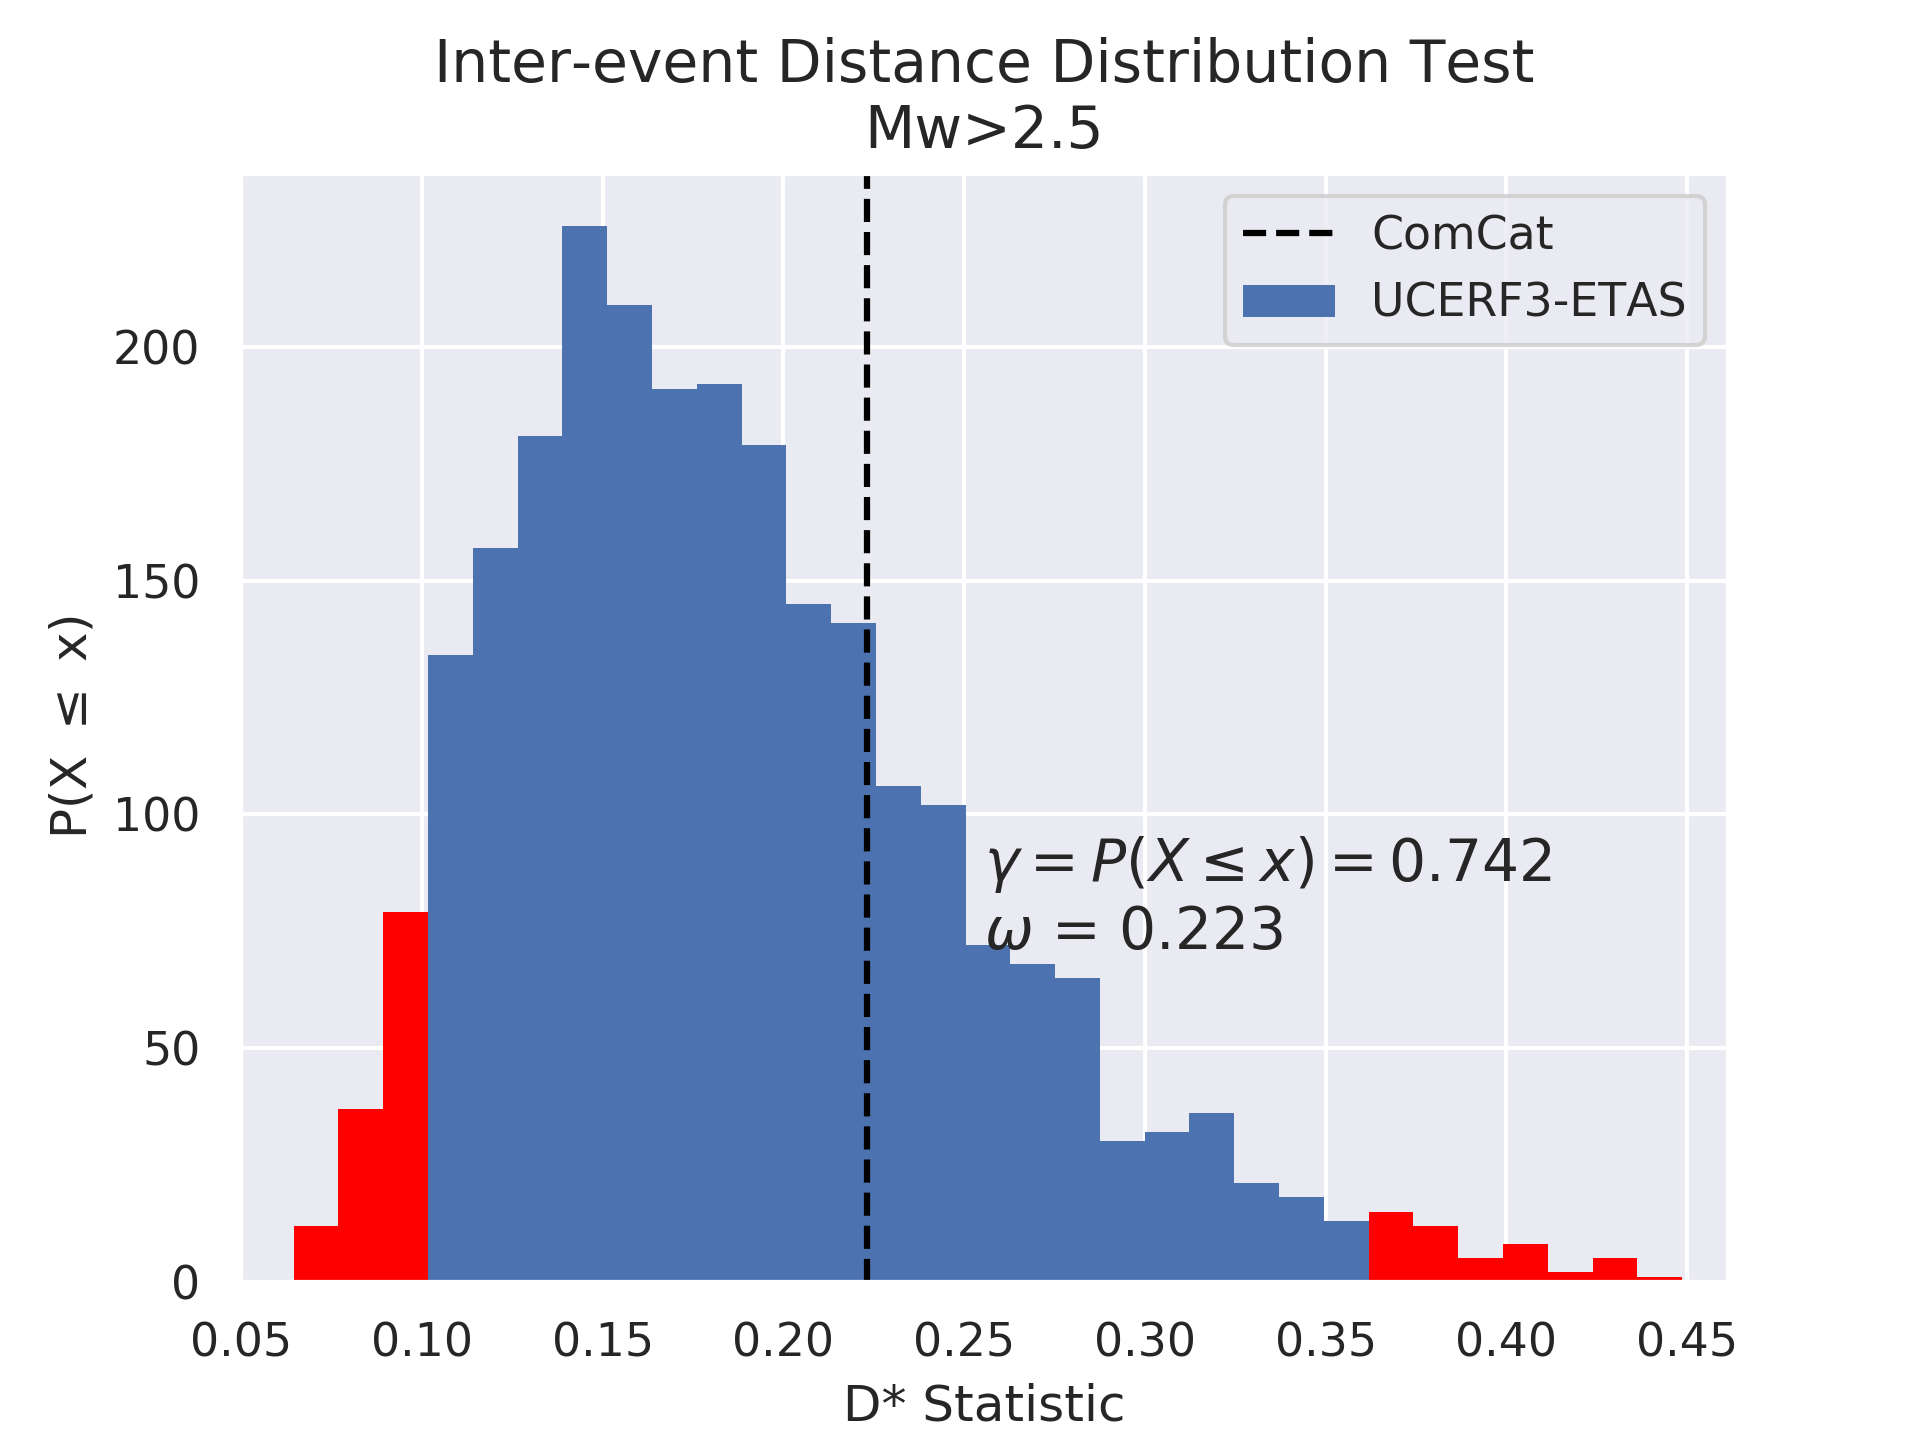 Inter-event Distance Distribution Test
Mw>2.5
ComCat
UCERF3-ETAS
P(X ≤ x)
200
150
100
50
0
γ = P(X ≤ x) = 0.742
ω = 0.223
0.05 0.10 0.15 0.20 0.25 0.30 0.35 0.40 0.45
D* Statistic